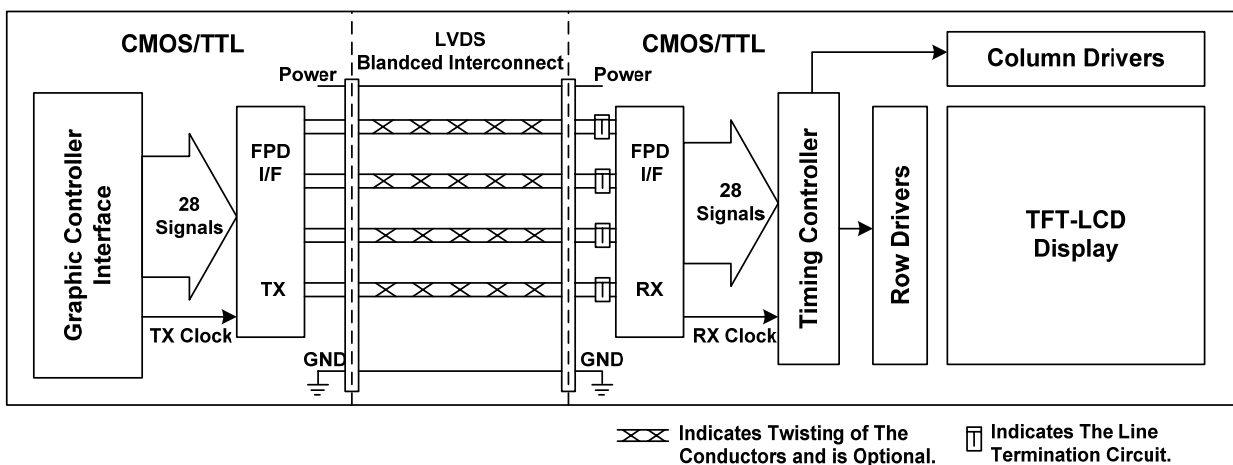 CMOS/TTL
LVDS
Blandced Interconnect
CMOS/TTL
Column Drivers
Power
Power
Graphic Controller
Interface
28
Signals
TX Clock
FPD
I/F
TX
GND
FPD
I/F
RX
GND
28
Signals
RX Clock
Timing Controller
Row Drivers
TFT-LCD
Display
Indicates Twisting of The
Conductors and is Optional.
Indicates The Line
Termination Circuit.